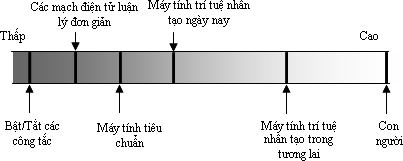 Thấp
Các mạch điện tử luận
lý đơn giản
Máy tính trí tuệ nhân
tạo ngày nay
Cao
Bật/Tắt các
công tắc
Máy tính tiêu
chuẩn
Máy tính trí tuệ
nhân tạo trong
tương lai
Con
người